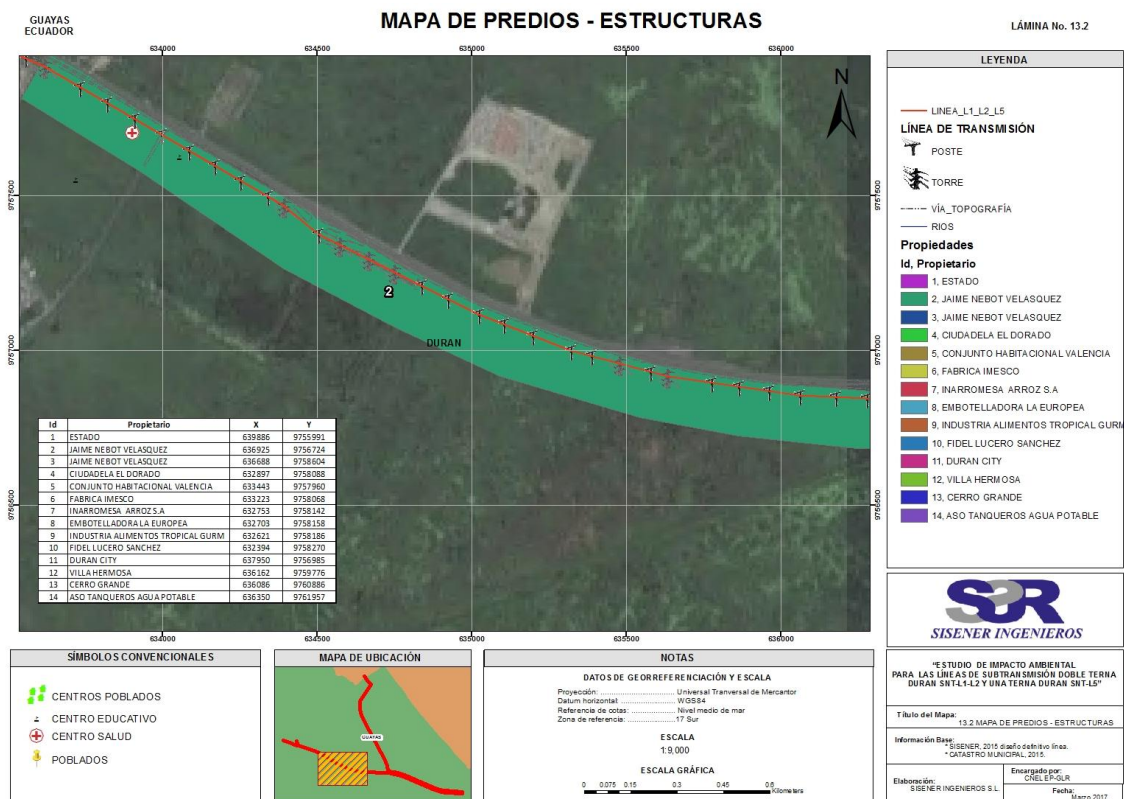 GUAYAS
ECUADOR
MAPA DE PREDIOS - ESTRUCTURAS
LÁMINA No. 13.2
634000
634500
635000
635500
636000
N
9757500
9757500
9757000
9757000
9756500
9756500
2
DURAN
Id Propietario X Y
1 ESTADO 639886 9755991
2 JAIME NEBOT VELASQUEZ 636925 9756724
3 JAIME NEBOT VELASQUEZ 636688 9758604
4 CIUDADELA EL DORADO 632897 9758088
5 CONJUNTO HABITACIONAL VALENCIA 633443 9757960
6 FABRICA IMESCO 633223 9758068
7 INARROMESA ARROZ S.A 632753 9758142
8 EMBOTELLADORA LA EUROPEA 632703 9758158
9 INDUSTRIA ALIMENTOS TROPICAL GURM 632621 9758186
10 FIDEL LUCERO SANCHEZ 632394 9758270
11 DURAN CITY 637950 9756985
12 VILLA HERMOSA 636162 9759776
13 CERRO GRANDE 636086 9760886
14 ASO TANQUEROS AGUA POTABLE 636350 9761957
634000
634500
635000
635500
636000
LEYENDA
LINEA_L1_L2_L5
LÍNEA DE TRANSMISIÓN
POSTE
TORRE
VÍA_TOPOGRAFÍA
RIOS
Propiedades
Id, Propietario
1, ESTADO
2, JAIME NEBOT VELASQUEZ
3, JAIME NEBOT VELASQUEZ
4, CIUDADELA EL DORADO
5, CONJUNTO HABITACIONAL VALENCIA
6, FABRICA IMESCO
7, INARROMESA ARROZ S.A
8, EMBOTELLADORA LA EUROPEA
9, INDUSTRIA ALIMENTOS TROPICAL GURM
10, FIDEL LUCERO SANCHEZ
11, DURAN CITY
12, VILLA HERMOSA
13, CERRO GRANDE
14, ASO TANQUEROS AGUA POTABLE
SISENER INGENIEROS
SÍMBOLOS CONVENCIONALES
CENTROS POBLADOS
CENTRO EDUCATIVO
CENTRO SALUD
POBLADOS
MAPA DE UBICACIÓN
GUAYAS
NOTAS
DATOS DE GEORREFERENCIACIÓN Y ESCALA
Proyección: .......................... Universal Tranversal de Mercantor
Datum horizontal: ................. WGS84
Referencia de cotas: ............... Nivel medio de mar
Zona de referencia: ................17 Sur
ESCALA
1:9,000
ESCALA GRÁFICA
0 0.075 0.15 0.3 0.45 0.6
Kilometers
"ESTUDIO DE IMPACTO AMBIENTAL
PARA LAS LÍNEAS DE SUBTRANSMISIÓN DOBLE TERNA
DURAN SNT-L1-L2 Y UNA TERNA DURAN SNT-L5"
Título del Mapa:
13.2 MAPA DE PREDIOS - ESTRUCTURAS
Información Base:
* SISENER, 2015 diseño definitivo línea.
* CATASTRO MUNICIPAL, 2015.
Elaboración:
SISENER INGENIEROS S.L
Encargado por:
CNEL EP-GLR
Fecha:
Marzo 2017